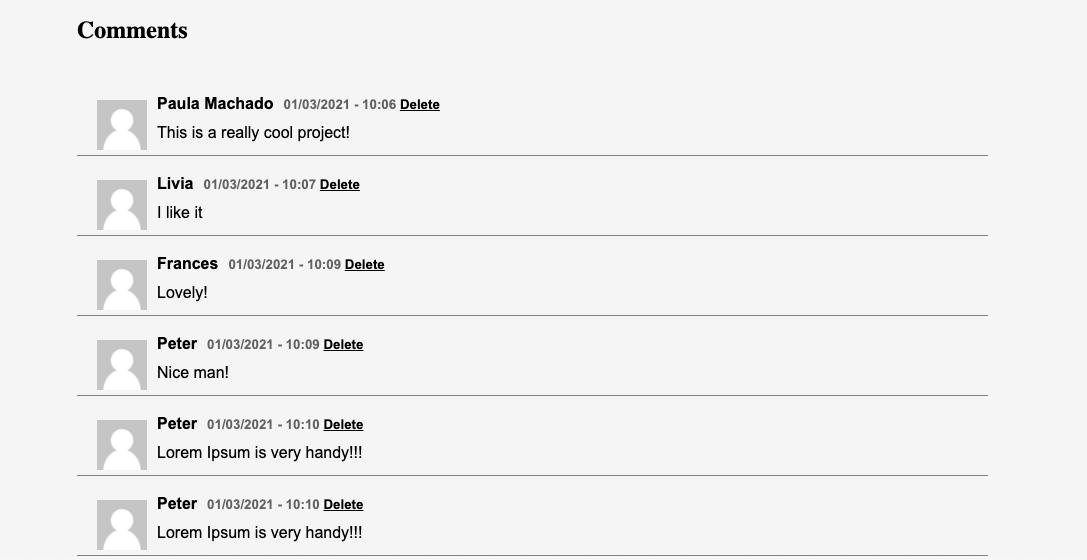 Comments
Paula Machado 01/03/2021 - 10:06 Delete
This is a really cool project!
Livia 01/03/2021 - 10:07 Delete
I like it
Frances 01/03/2021 - 10:09 Delete
Lovely!
Peter 01/03/2021 - 10:09 Delete
Nice man!
Peter 01/03/2021 - 10:10 Delete
Lorem Ipsum is very handy!!!
Peter 01/03/2021 - 10:10 Delete
Lorem Ipsum is very handy!!!